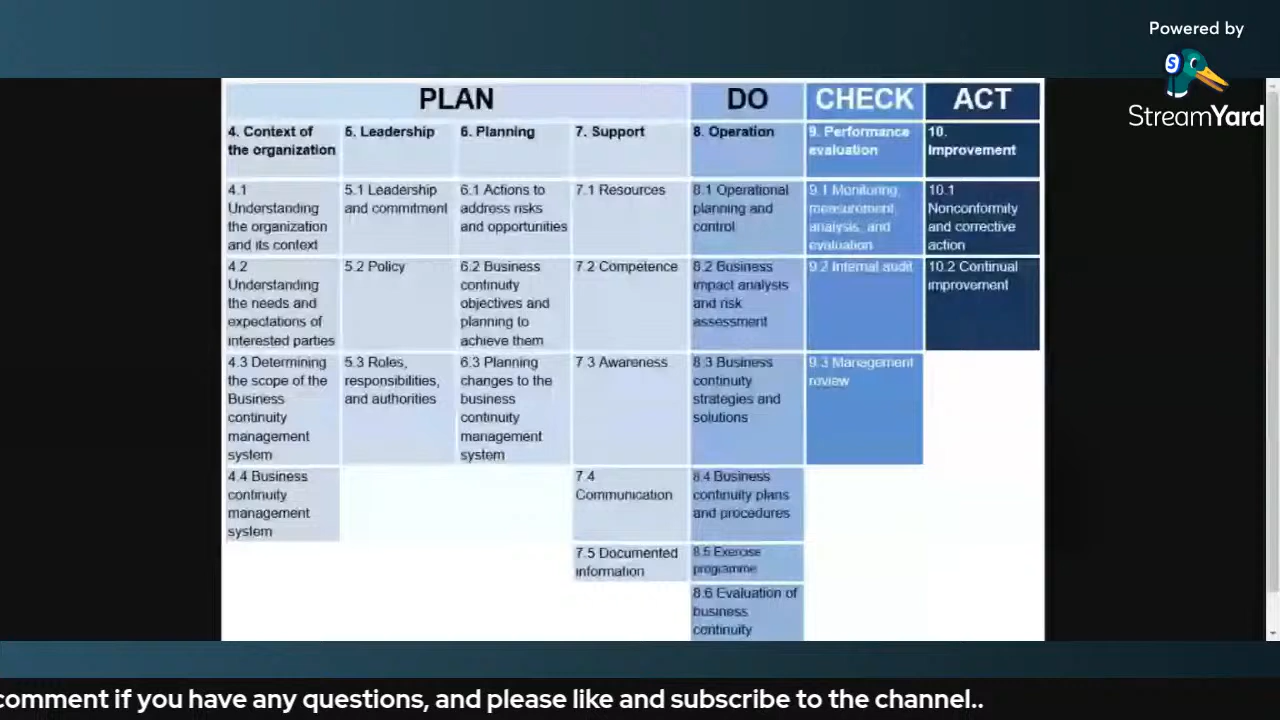 Powered by
StreamYard
PLAN
DO
CHECK
ACT
4. Context of
the organization
5. Leadership
6. Planning
7. Support
8. Operation
9. Performance
evaluation
10.
Improvement
4.1
Understanding
the organization
and its context
5.1 Leadership
and commitment
6.1 Actions to
address risks
and opportunities
7.1 Resources
8.1 Operational
planning and
control
9.1 Monitoring,
measurement,
analysis, and
evaluation
10.1
Nonconformity
and corrective
action
4.2
Understanding
the needs and
expectations of
interested parties
5.2 Policy
6.2 Business
continuity
objectives and
planning to
achieve them
7.2 Competence
8.2 Business
impact analysis
and risk
assessment
9.2 Internal audit
10.2 Continual
improvement
4.3 Determining
the scope of the
Business
continuity
management
system
5.3 Roles,
responsibilities,
and authorities
6.3 Planning
changes to the
business
continuity
management
system
7.3 Awareness
8.3 Business
continuity
strategies and
solutions
9.3 Management
review
4.4 Business
continuity
management
system
7.4
Communication
8.4 Business
continuity plans
and procedures
7.5 Documented
information
8.5 Exercise
programme
8.6 Evaluation of
business
continuity
comment if you have any questions, and please like and subscribe to the channel..